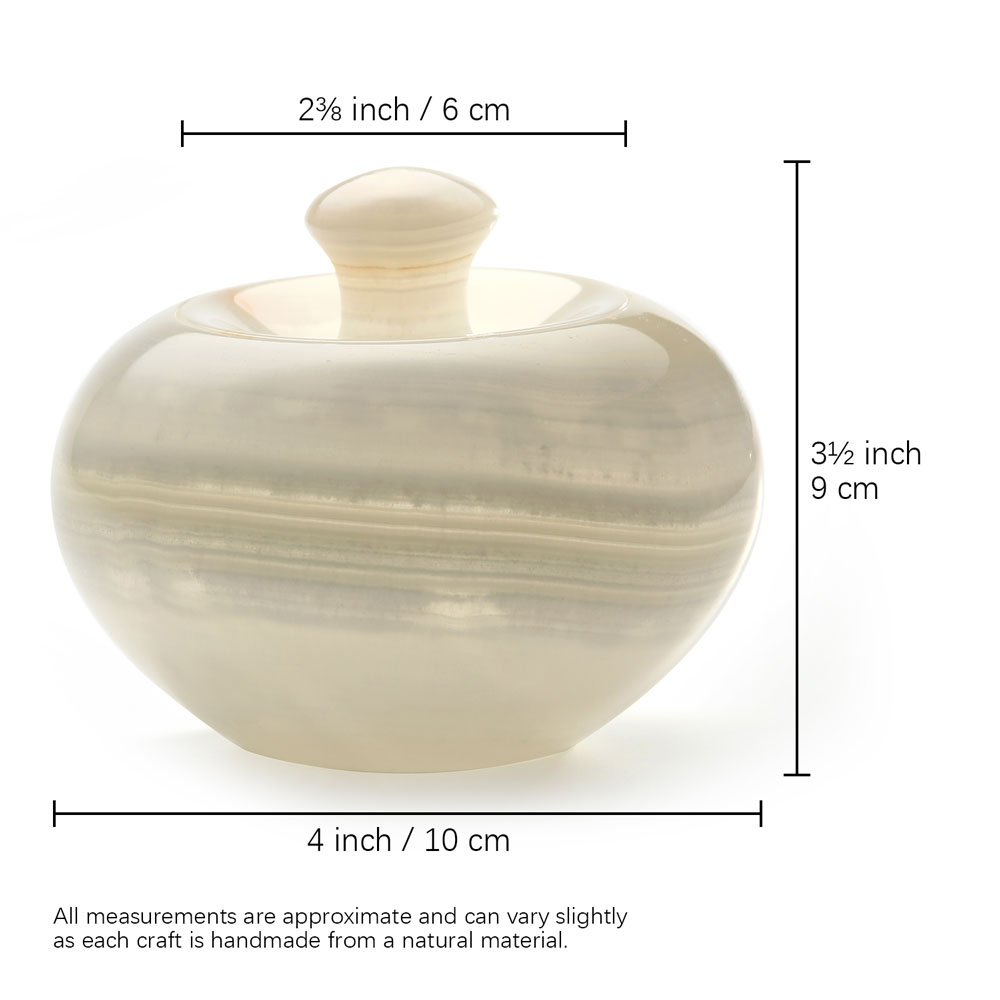 2⅜ inch / 6 cm
3½ inch
9 cm
4 inch / 10 cm
All measurements are approximate and can vary slightly
as each craft is handmade from a natural material.